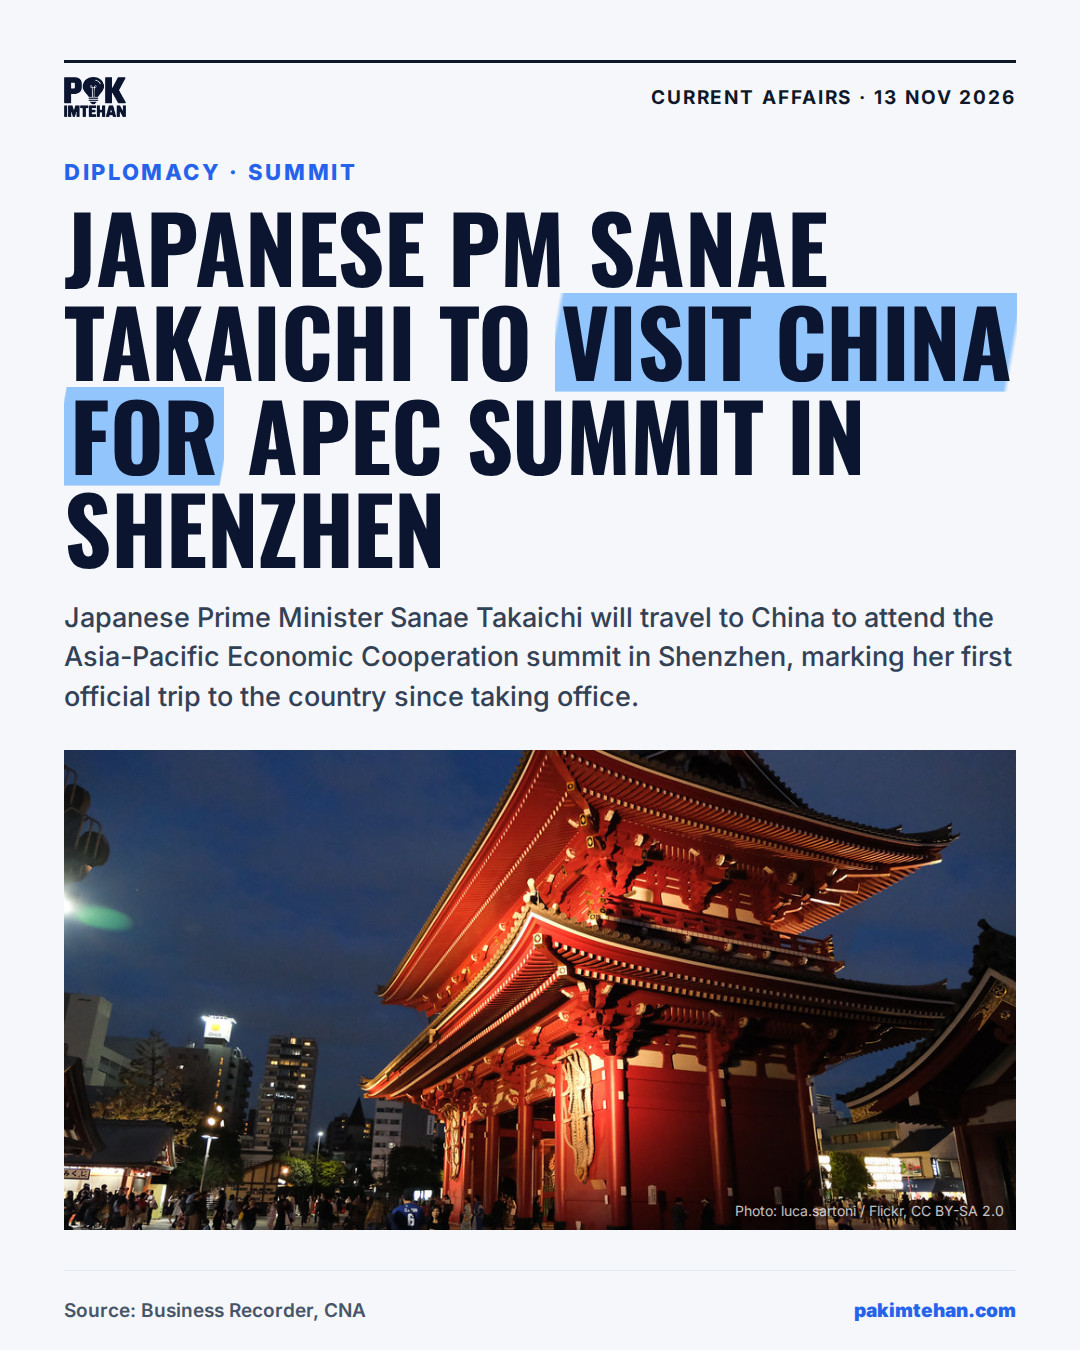 PAK
IMTEHAN
CURRENT AFFAIRS · 13 NOV 2026
DIPLOMACY · SUMMIT
JAPANESE PM SANAE
TAKAICHI TO VISIT CHINA
FOR APEC SUMMIT IN
SHENZHEN
Japanese Prime Minister Sanae Takaichi will travel to China to attend the
Asia-Pacific Economic Cooperation summit in Shenzhen, marking her first
official trip to the country since taking office.
Photo: luca.sartoni / Flickr, CC BY-SA 2.0
Source: Business Recorder, CNA
pakimtehan.com